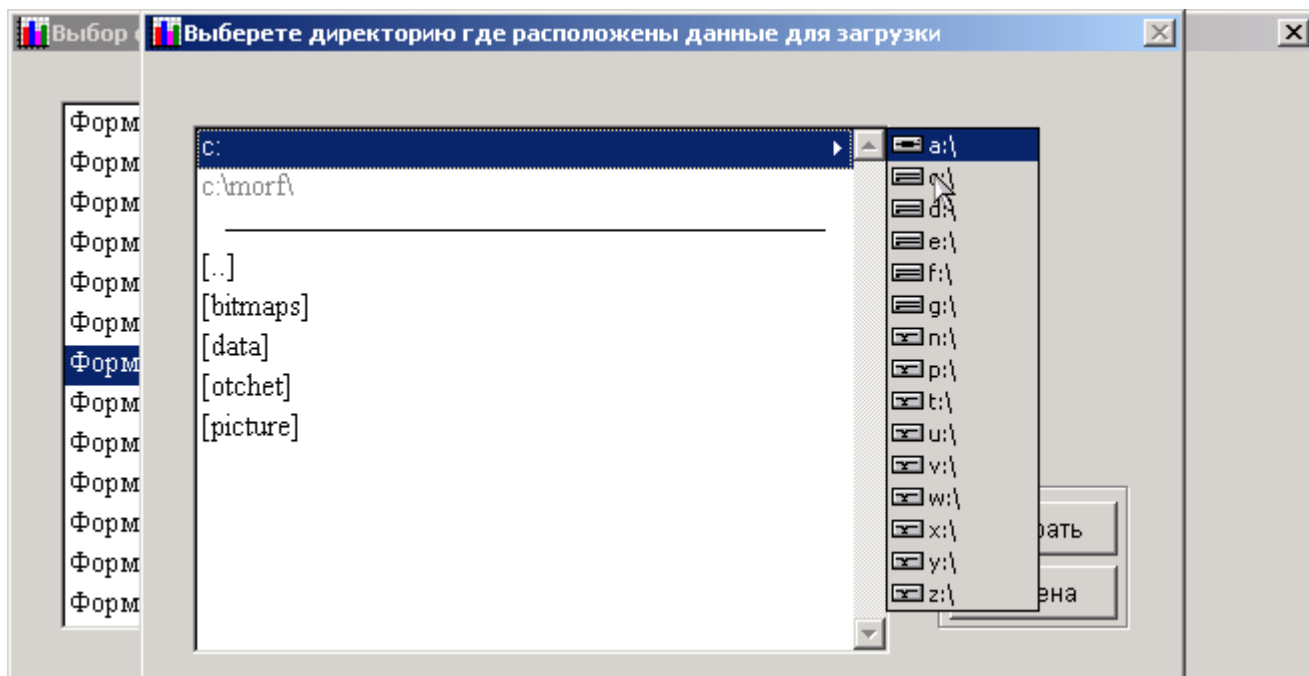 Выбор
Выберете директорию где расположены данные для загрузки
Форм
Форм
Форм
Форм
Форм
Форм
Форм
Форм
Форм
Форм
Форм
Форм
Форм
c:
c:\morf\
[..]
[bitmaps]
[data]
[otchet]
[picture]
a:\
c:\
d:\
e:\
f:\
g:\
n:\
p:\
t:\
u:\
v:\
w:\
x:\
y:\
z:\
рать
ена